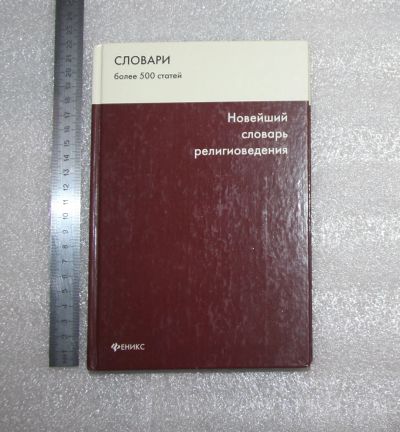 СЛОВАРИ
более 500 статей
Новейший
словарь
религиоведения
ФЕНИКС